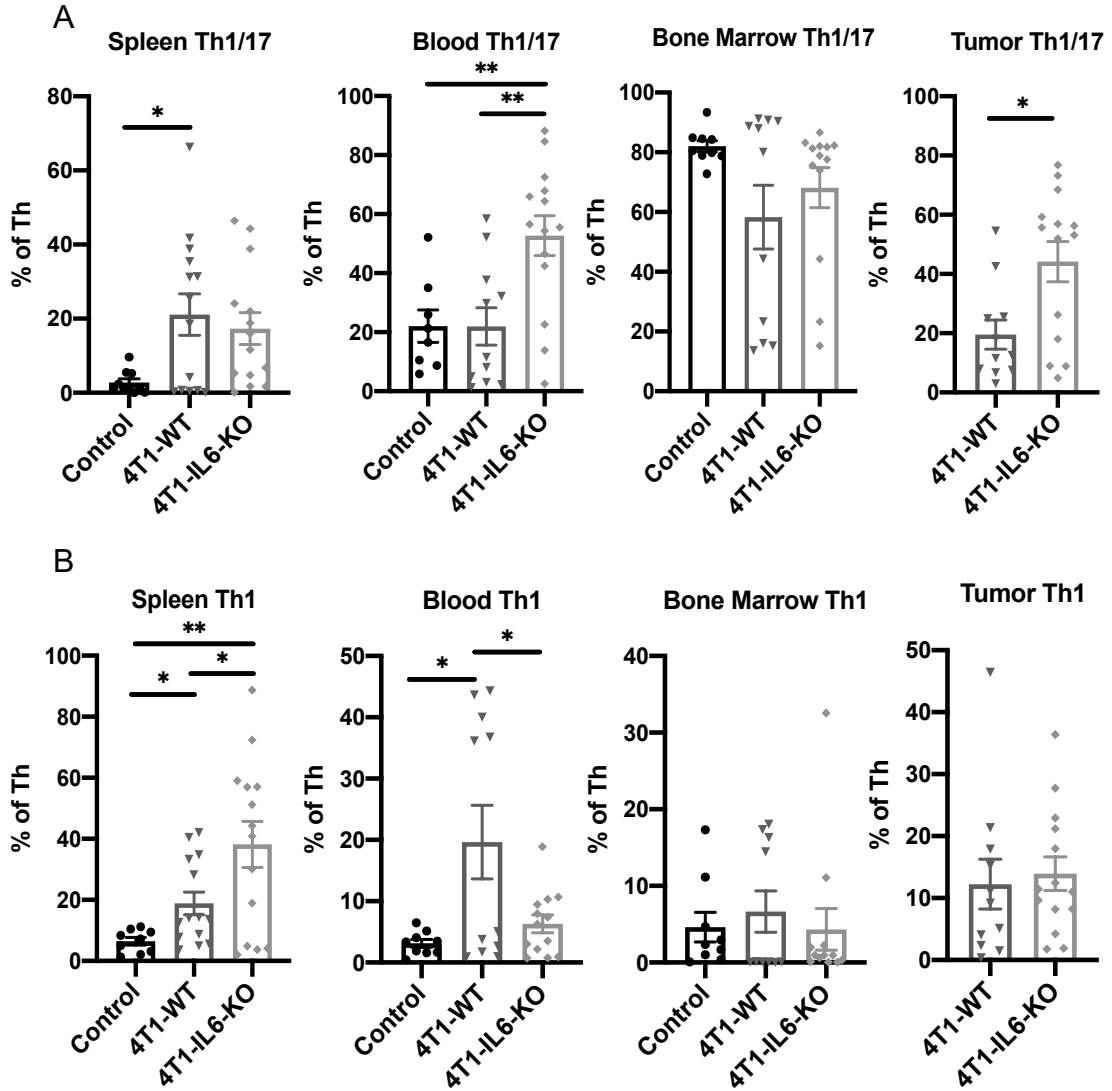 A
Spleen Th1/17
Blood Th1/17
Bone Marrow Th1/17
Tumor Th1/17
% of Th
80
60
40
20
0
*
Control
4T1-WT
4T1-IL6-KO
% of Th
100
80
60
40
20
0
**
**
Control
4T1-WT
4T1-IL6-KO
% of Th
100
80
60
40
20
0
Control
4T1-WT
4T1-IL6-KO
% of Th
100
80
60
40
20
0
*
4T1-WT
4T1-IL6-KO
B
Spleen Th1
Blood Th1
Bone Marrow Th1
Tumor Th1
% of Th
100
80
60
40
20
0
**
*
*
Control
4T1-WT
4T1-IL6-KO
% of Th
50
40
30
20
10
0
*
*
Control
4T1-WT
4T1-IL6-KO
% of Th
40
30
20
10
0
Control
4T1-WT
4T1-IL6-KO
% of Th
50
40
30
20
10
0
4T1-WT
4T1-IL6-KO